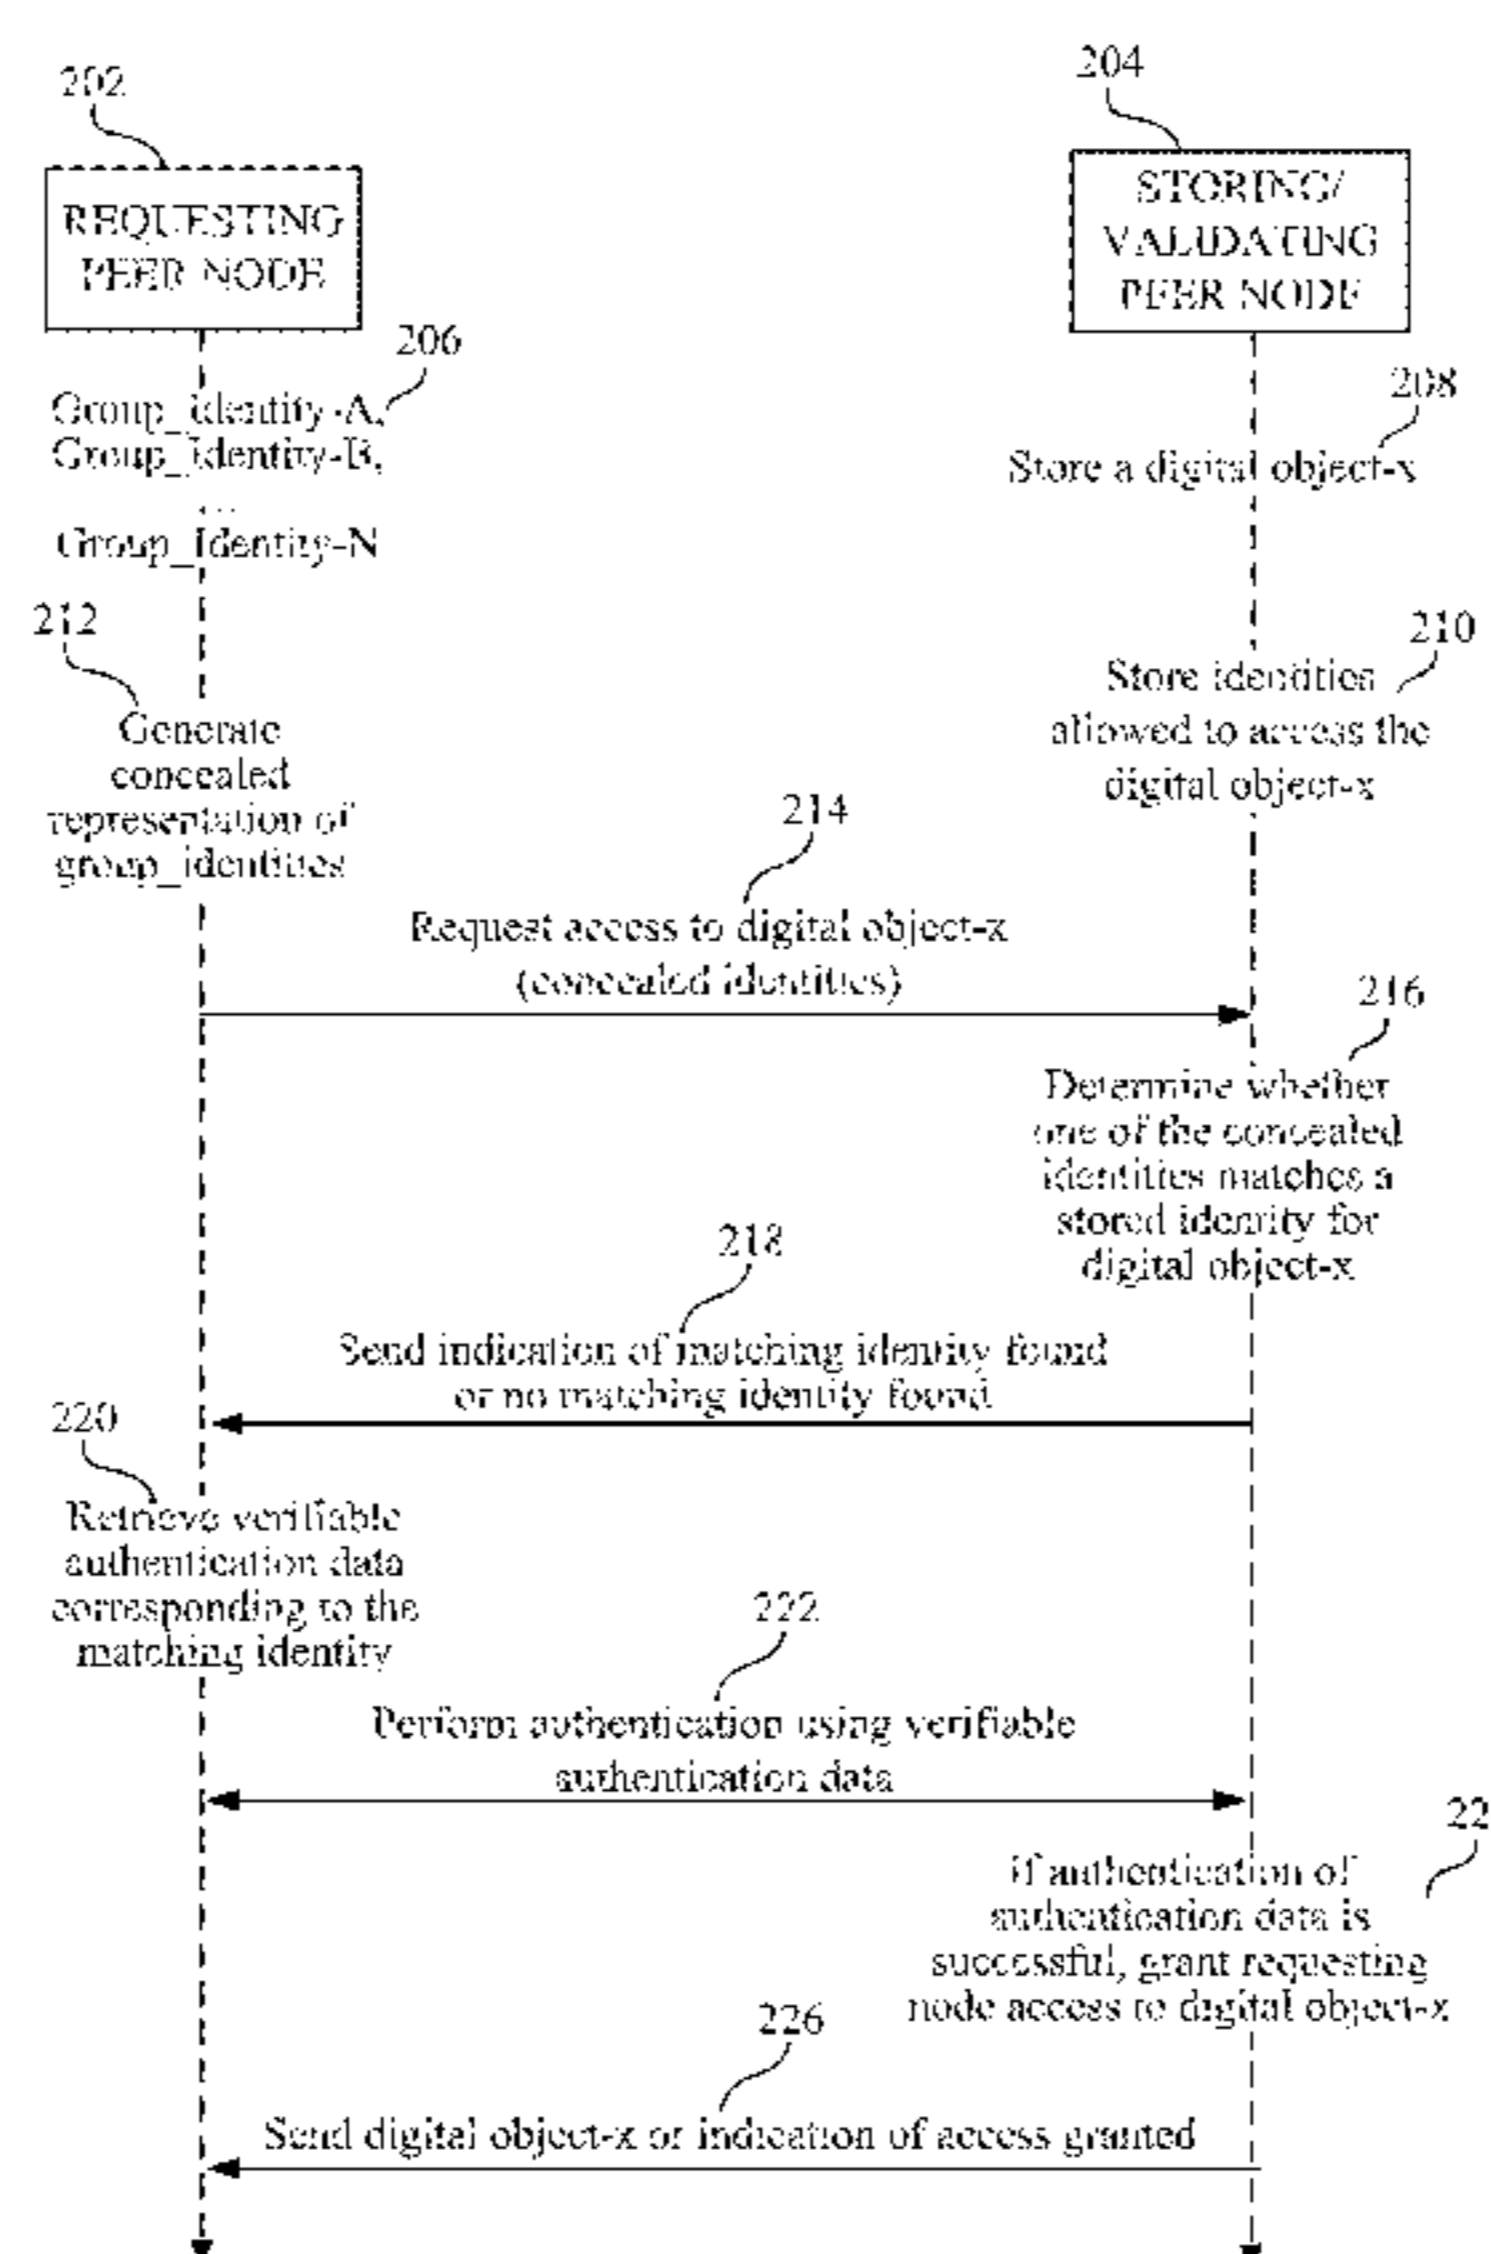 202
204
REQUESTING
PEER NODE
STORING/
VALIDATING
PEER NODE
206
Group_identity-A,
Group_identity-B,
...
Group_Identity-N
208
Store a digital object-x
212
Generate
concealed
representation of
group_identities
210
Store identities
allowed to access the
digital object-x
214
Request access to digital object-x
(concealed identities)
216
Determine whether
one of the concealed
identities matches a
stored identity for
digital object-x
218
Send indication of matching identity found
or no matching identity found
220
Retrieve verifiable
authentication data
corresponding to the
matching identity
222
Perform authentication using verifiable
authentication data
22
if authentication of
authentication data is
successful, grant requesting
node access to digital object-x
226
Send digital object-x or indication of access granted